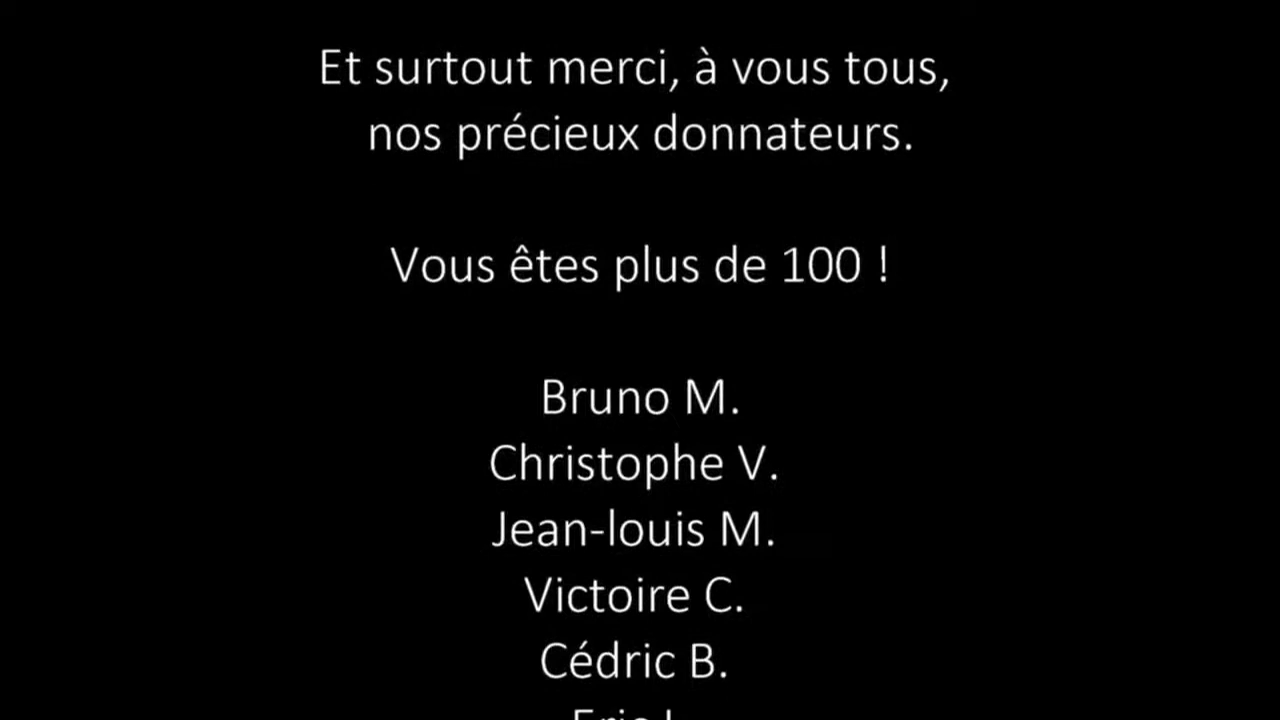 Et surtout merci, à vous tous,
nos précieux donnateurs.
Vous êtes plus de 100 !
Bruno M.
Christophe V.
Jean-louis M.
Victoire C.
Cédric B.